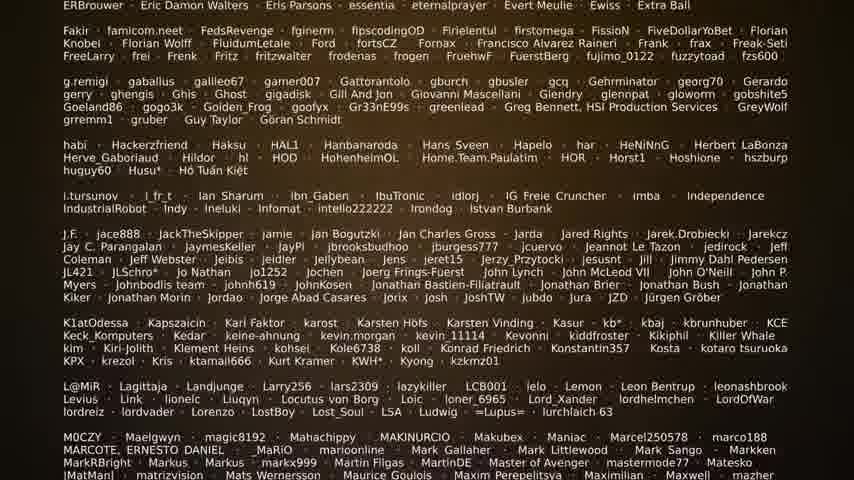 ERBrouwer · Eric Damon Walters · Eris Parsons · essentia · eternalprayer · Evert Meulie · Ewiss · Extra Ball
Fakir · famicom.neet · FedsRevenge · fginerm · fipscodingOD · Firielentul · firstomega · FissioN · FiveDollarYoBet · Florian
Knobel · Florian Wolff · FluidumLetale · Ford · fortsCZ · Fornax · Francisco Alvarez Raineri · Frank · frax · Freak-Seti
FreeLarry · frei · Frenk · Fritz · fritzwalter · frodenas · frogen · FruehwF · FuerstBerg · fujimo_0122 · fuzzytoad · fzs600
g.remigi · gaballus · galileo67 · gamer007 · Gattorantolo · gburch · gbusler · gcq · Gehrminator · georg70 · Gerardo
gerry · ghengis · Ghis · Ghost · gigadisk · Gill And Jon · Giovanni Mascellani · Glendry · glennpat · gloworm · gobshite5
Goeland86 · gogo3k · Golden_Frog · goofyx · Gr33nE99s · greenlead · Greg Bennett, HSI Production Services · GreyWolf
grremm1 · gruber · Guy Taylor · Göran Schmidt
habi · Hackerzfriend · Haksu · HAL1 · Hanbanaroda · Hans Sveen · Hapelo · har · HeNiNnG · Herbert LaBonza
Herve_Gaboriaud · Hildor · hl · HOD · HohenheimOL · Home.Team.Paulatim · HOR · Horst1 · Hoshione · hszburp
huguy60 · Husu* · Hồ Tuấn Kiệt
i.tursunov · I_fr_t · Ian Sharum · Ibn_Gaben · IbuTronic · idlorj · IG Freie Cruncher · imba · Independence
IndustrialRobot · Indy · Ineluki · Infomat · intello222222 · Irondog · Istvan Burbank
J.F. · jace888 · JackTheSkipper · Jamie · Jan Bogutzki · Jan Charles Gross · Jarda · Jared Rights · Jarek.Drobiecki · Jarekcz
Jay C. Parangalan · JaymesKeller · JayPi · jbrooksbudhoo · jburgess777 · jcuervo · Jeannot Le Tazon · jedirock · Jeff
Coleman · Jeff Webster · Jeibis · jeidler · Jellybean · Jens · jeret15 · Jerzy_Przytocki · jesusnt · Jill · Jimmy Dahl Pedersen
JL421 · JLSchro* · Jo Nathan · jo1252 · Jochen · Joerg Frings-Fuerst · John Lynch · John McLeod VII · John O'Neill · John P.
Myers · Johnbodlis team · johnh619 · JohnKosen · Jonathan Bastien-Filiatrault · Jonathan Brier · Jonathan Bush · Jonathan
Kiker · Jonathan Morin · Jordao · Jorge Abad Casares · Jorix · Josh · JoshTW · jubdo · Jura · JZD · Jürgen Gröber
K1atOdessa · Kapszaicin · Karl Faktor · karost · Karsten Höfs · Karsten Vinding · Kasur · kb* · kbaj · kbrunhuber · KCE
Keck_Komputers · Kedar · keine-ahnung · kevin.morgan · kevin_11114 · Kevonni · kiddfroster · Kikiphil · Killer Whale
kim · Kiri-Jolith · Klement Heins · kohsei · Kole6738 · koll · Konrad Friedrich · Konstantin357 · Kosta · kotaro tsuruoka
KPX · krezol · Kris · ktamail666 · Kurt Kramer · KWH* · Kyong · kzkmz01
L@MiR · Lagittaja · Landjunge · Larry256 · lars2309 · lazykiller · LCB001 · lelo · Lemon · Leon Bentrup · leonashbrook
Levius · Link · lioneic · Liuqyn · Locutus von Borg · Loic · loner_6965 · Lord_Xander · lordhelmchen · LordOfWar
lordreiz · lordvader · Lorenzo · LostBoy · Lost_Soul · LSA · Ludwig · =Lupus= · lurchlaich·63
M0CZY · Maelgwyn · magic8192 · Mahachippy · MAKINURCIO · Makubex · Maniac · Marcel250578 · marco188
MARCOTE, ERNESTO DANIEL · _MaRiO · marioonline · Mark Gallaher · Mark Littlewood · Mark_Sango · Markken
MarkRBright · Markus · Markus · markx999 · Martin Filgas · MartinDE · Master of Avenger · mastermode77 · Matesko
[MatMan] · matrizvision · Mats Wernersson · Maurice Goulois · Maxim Perepelitsya · Maximilian · Maxwell · mazher